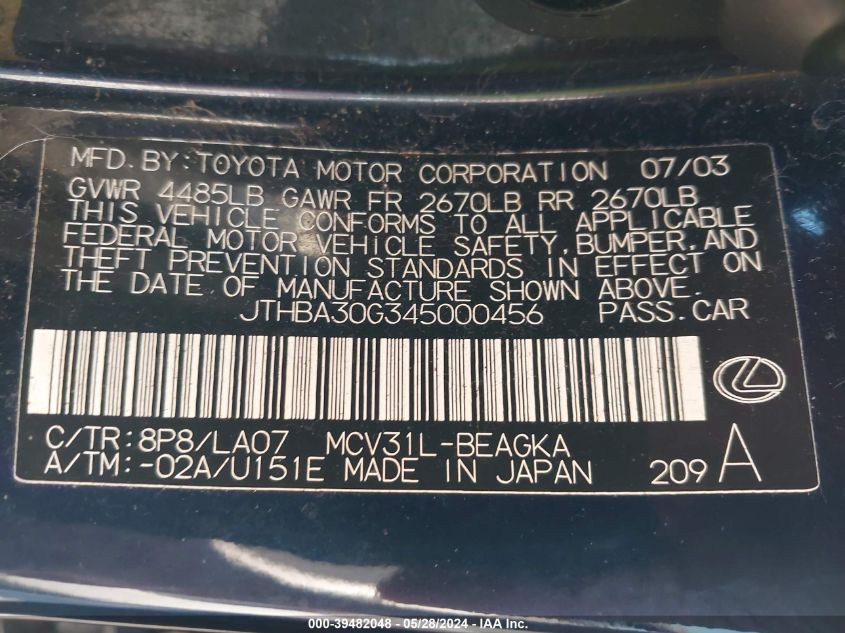 MFD. BY: TOYOTA MOTOR CORPORATION 07/03
GVWR 4485LB GAWR FR 2670LB RR 2670LB
THIS VEHICLE CONFORMS TO ALL APPLICABLE
FEDERAL MOTOR VEHICLE SAFETY, BUMPER, AND
THEFT PREVENTION STANDARDS IN EFFECT ON
THE DATE OF MANUFACTURE SHOWN ABOVE.
JTHBA30G345000456 PASS. CAR
C/TR: 8P8/LA07 MCV31L-BEAGKA
A/TM: -02A/U151E MADE IN JAPAN 209 A
000-39482048 - 05/28/2024 - IAA Inc.